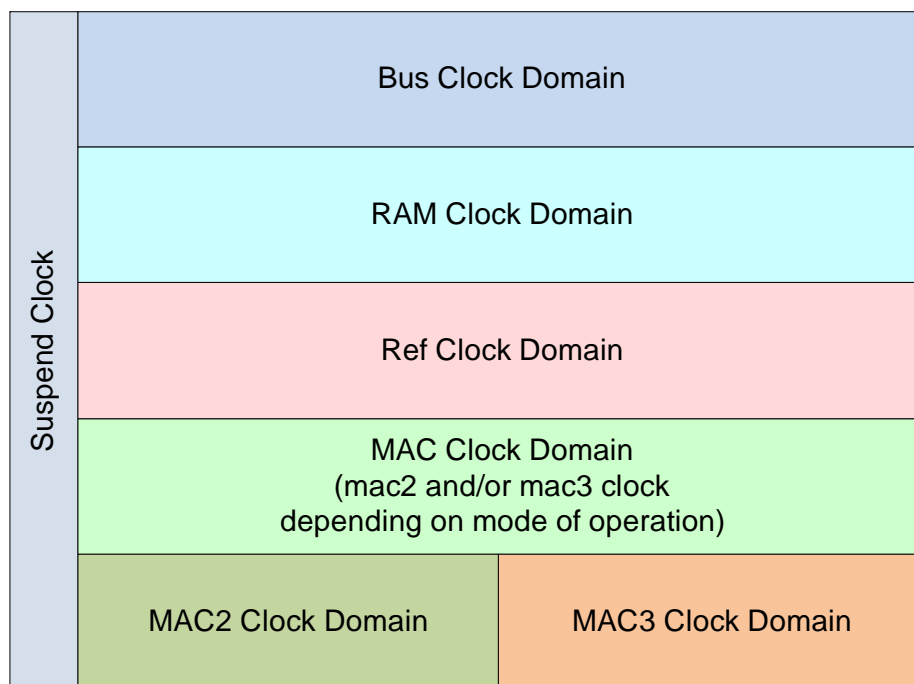 Suspend Clock
Bus Clock Domain
RAM Clock Domain
Ref Clock Domain
MAC Clock Domain
(mac2 and/or mac3 clock
depending on mode of operation)
MAC2 Clock Domain
MAC3 Clock Domain